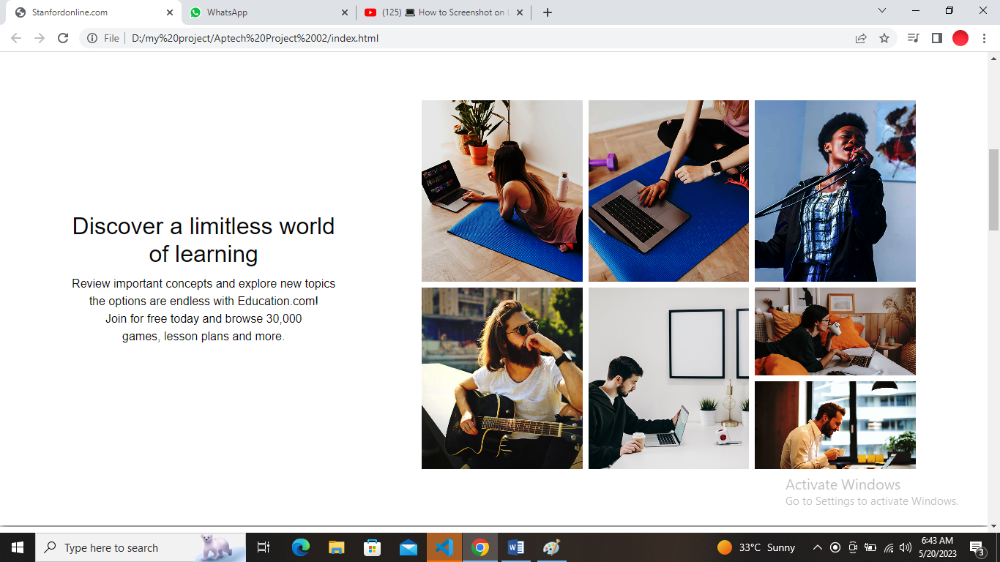 Stanfordonline.com
WhatsApp
(125) 💻 How to Screenshot on
File
D:/my%20project/Aptech%20Project%2002/index.html
Discover a limitless world
of learning
Review important concepts and explore new topics
the options are endless with Education.com!
Join for free today and browse 30,000
games, lesson plans and more.
Activate Windows
Go to Settings to activate Windows.
Type here to search
33°C Sunny
6:43 AM
5/20/2023
3